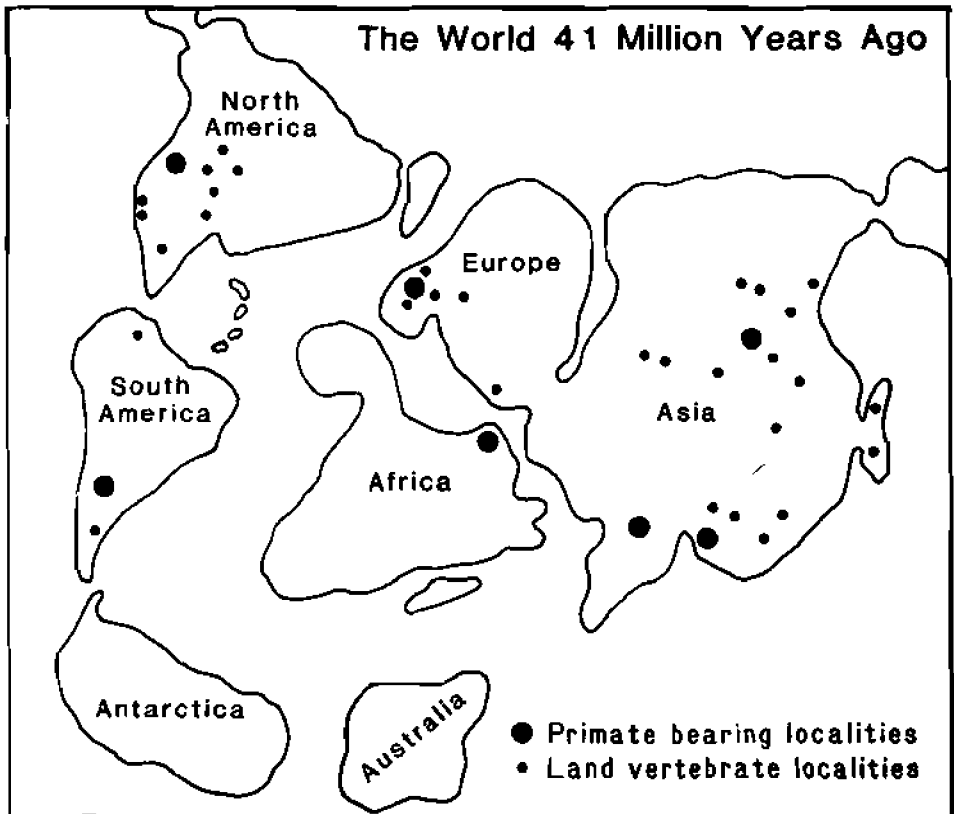 The World 41 Million Years Ago
North
America
Europe
South
America
Asia
Africa
Antarctica
Australia
Primate bearing localities
Land vertebrate localities